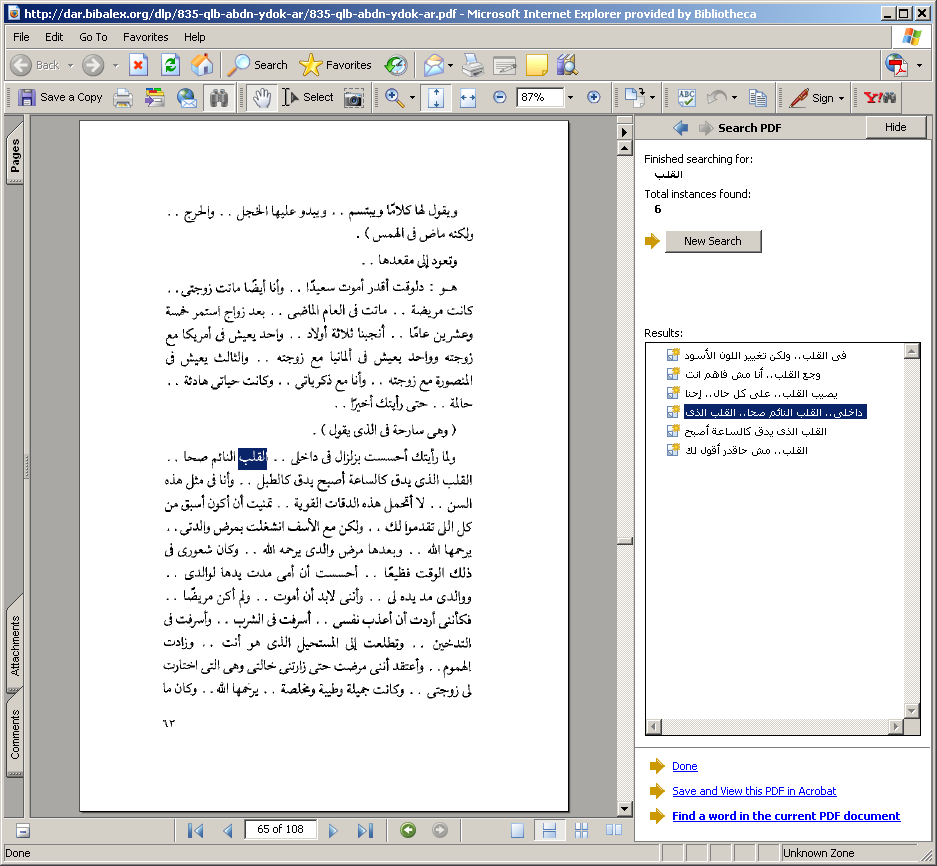 http://dar.bibalex.org/dlp/835-qlb-abdn-ydok-ar/835-qlb-abdn-ydok-ar.pdf - Microsoft Internet Explorer provided by Bibliotheca
File Edit Go To Favorites Help
Back Search Favorites
Save a Copy Select 87% ABC Sign Y!
Pages
ويقول لها كلامًا ويبتسم . . ويبدو عليها الخجل . . والحرج . .
ولكنه ماض فى الهمس ) .
وتعود إلى مقعدها . .
هـو : دلوقت أقدر أموت سعيدًا . . وأنا أيضًا ماتت زوجتى . .
كانت مريضة . . ماتت فى العام الماضى . . بعد زواج استمر خمسة
وعشرين عامًا . . أنجبنا ثلاثة أولاد . . واحد يعيش فى أمريكا مع
زوجته وواحد يعيش فى ألمانيا مع زوجته . . والثالث يعيش فى
المنصورة مع زوجته . . وأنا مع ذكرياتى . . وكانت حياتى هادئة . .
حالمة . . حتى رأيتك أخيرًا . .
( وهى سارحة فى الذى يقول ) .
ولما رأيتك أحسست بزلزال فى داخلى . . القلب النائم صحا . .
القلب الذى يدق كالساعة أصبح يدق كالطبل . . وأنا فى مثل هذه
السن . . لا أتحمل هذه الدقات القوية . . تمنيت أن أكون أسبق من
كل اللى تقدموا لك . . ولكن مع الأسف انشغلت بمرض والدتى . .
يرحمها الله . . وبعدها مرض والدى يرحمه الله . . وكان شعورى فى
ذلك الوقت فظيعًا . . أحسست أن أمى مدت يدها لوالدى . .
ووالدى مد يده لى . . وأننى لابد أن أموت . . ولم أكن مريضًا . .
فكأننى أردت أن أعذب نفسى . . أسرفت فى الشرب . . وأسرفت فى
التدخين . . وتطلعت إلى المستحيل الذى هو أنت . . وزادت
الهموم . . وأعتقد أننى مرضت حتى زارتنى خالتى وهى التى اختارت
لى زوجتى . . وكانت جميلة وطيبة ومخلصة . . يرحمها الله . . وكان ما
٦٣
Attachments
Comments
65 of 108
Search PDF Hide
Finished searching for:
القلب
Total instances found:
6
New Search
Results:
فى القلب.. ولكن تغيير اللون الأسود
وجع القلب.. أنا مش فاهم انت
يصيب القلب.. على كل حال.. إحنا
داخلى.. القلب النائم صحا.. القلب الذى
القلب الذى يدق كالساعة أصبح
القلب.. مش حاقدر أقول لك
Done
Save and View this PDF in Acrobat
Find a word in the current PDF document
Done Unknown Zone